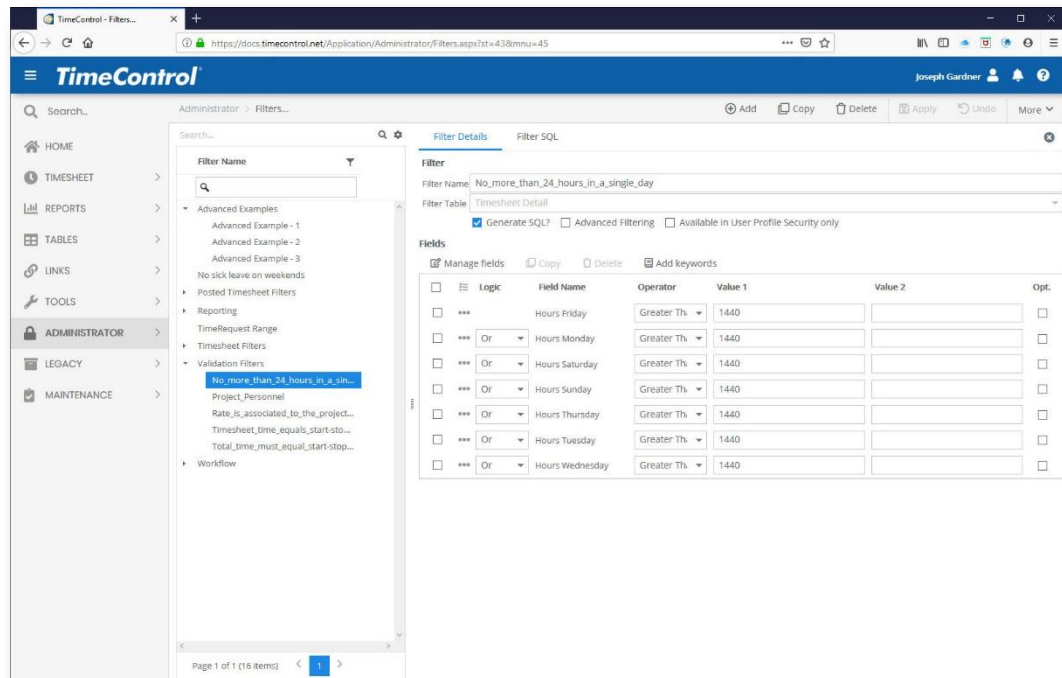 TimeControl - Filters...
https://docs.timecontrol.net/Application/Administrator/Filters.aspx?st=43&mnu=45
TimeControl
Joseph Gardner
Search...
Administrator > Filters...
Add Copy Delete Apply Undo More
HOME
TIMESHEET
REPORTS
TABLES
LINKS
TOOLS
ADMINISTRATOR
LEGACY
MAINTENANCE
Search...
Filter Name
Advanced Examples
Advanced Example - 1
Advanced Example - 2
Advanced Example - 3
No sick leave on weekends
Posted Timesheet Filters
Reporting
TimeRequest Range
Timesheet Filters
Validation Filters
No_more_than_24_hours_in_a_sin...
Project_Personnel
Rate_is_associated_to_the_project...
Timesheet_time_equals_start-sto...
Total_time_must_equal_start-stop...
Workflow
Page 1 of 1 (16 items) < 1 >
Filter Details Filter SQL
Filter
Filter Name No_more_than_24_hours_in_a_single_day
Filter Table Timesheet Detail
Generate SQL? Advanced Filtering Available in User Profile Security only
Fields
Manage fields Copy Delete Add keywords
Logic Field Name Operator Value 1 Value 2 Opt.
Hours Friday Greater Th 1440
Or Hours Monday Greater Th 1440
Or Hours Saturday Greater Th 1440
Or Hours Sunday Greater Th 1440
Or Hours Thursday Greater Th 1440
Or Hours Tuesday Greater Th 1440
Or Hours Wednesday Greater Th 1440